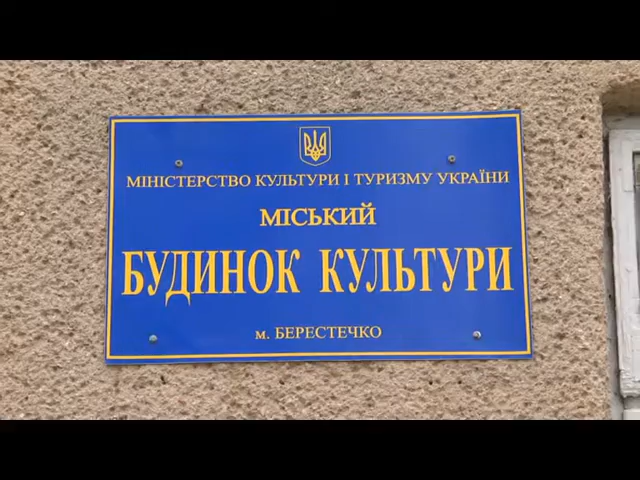 МІНІСТЕРСТВО КУЛЬТУРИ І ТУРИЗМУ УКРАЇНИ
МІСЬКИЙ
БУДИНОК КУЛЬТУРИ
м. БЕРЕСТЕЧКО